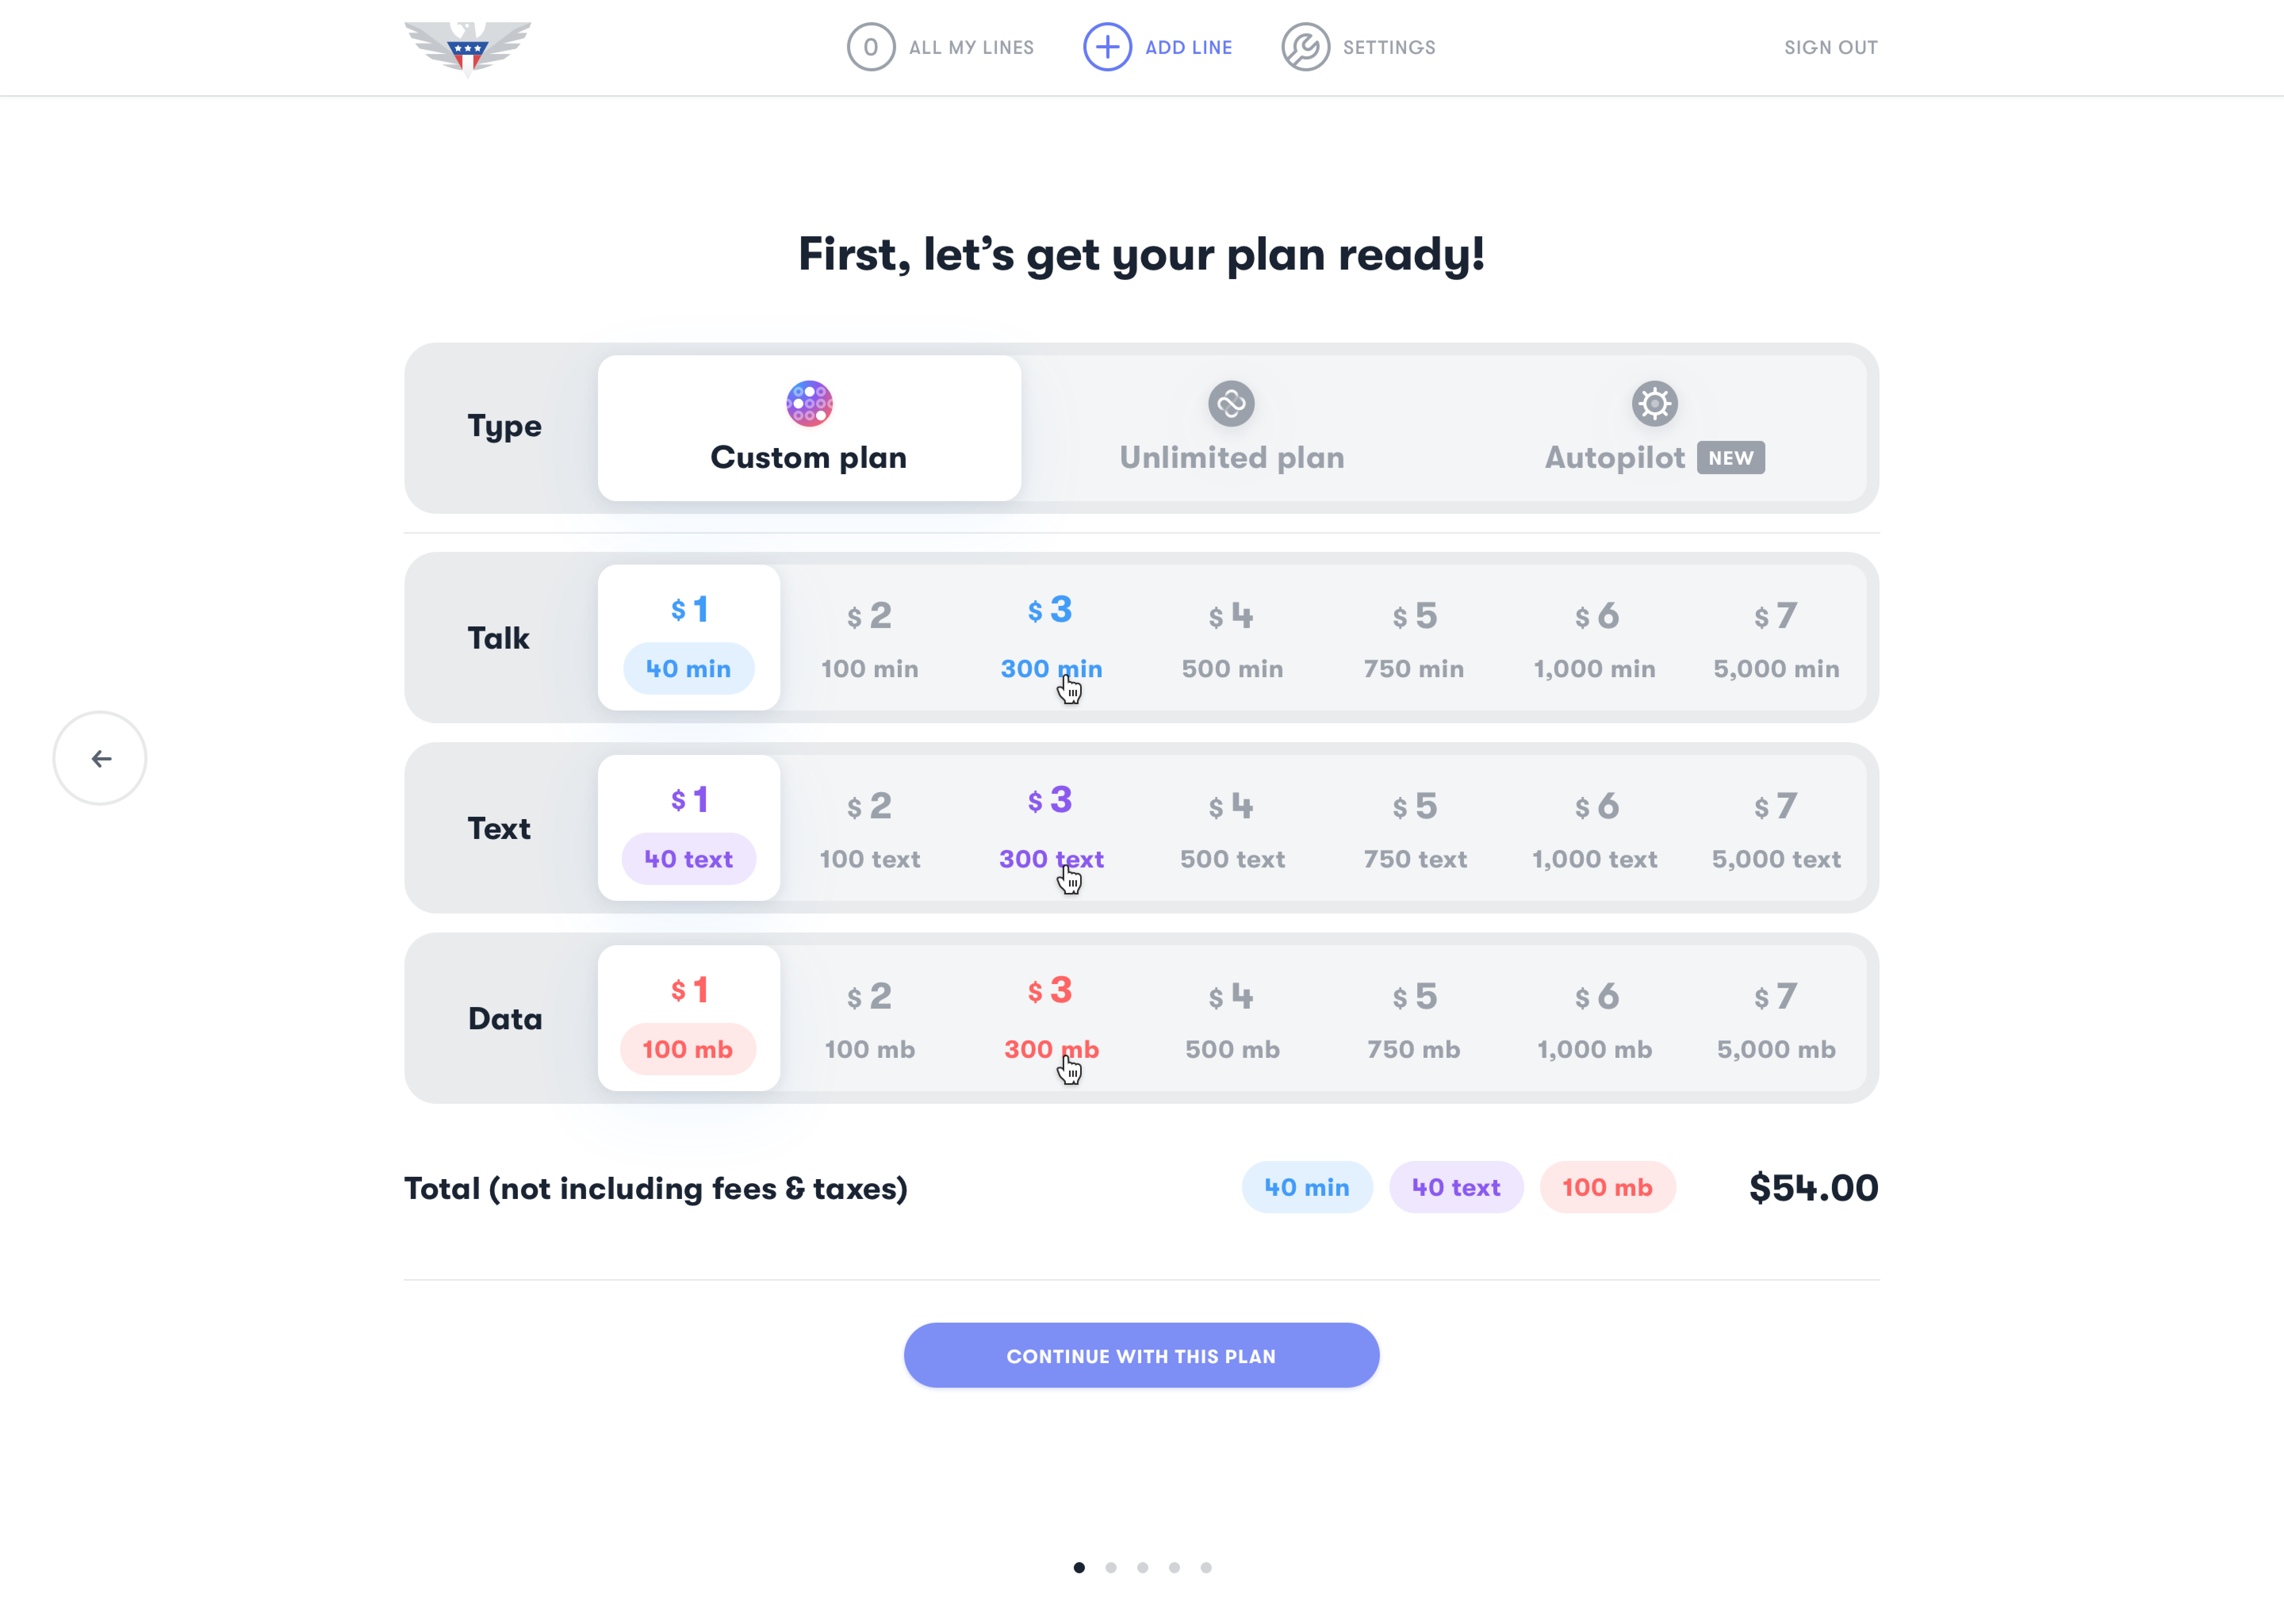 0 ALL MY LINES ADD LINE SETTINGS SIGN OUT
First, let’s get your plan ready!
Type
Custom plan Unlimited plan Autopilot NEW
Talk
$ 1 $ 2 $ 3 $ 4 $ 5 $ 6 $ 7
40 min 100 min 300 min 500 min 750 min 1,000 min 5,000 min
Text
$ 1 $ 2 $ 3 $ 4 $ 5 $ 6 $ 7
40 text 100 text 300 text 500 text 750 text 1,000 text 5,000 text
Data
$ 1 $ 2 $ 3 $ 4 $ 5 $ 6 $ 7
100 mb 100 mb 300 mb 500 mb 750 mb 1,000 mb 5,000 mb
Total (not including fees & taxes) 40 min 40 text 100 mb $54.00
CONTINUE WITH THIS PLAN